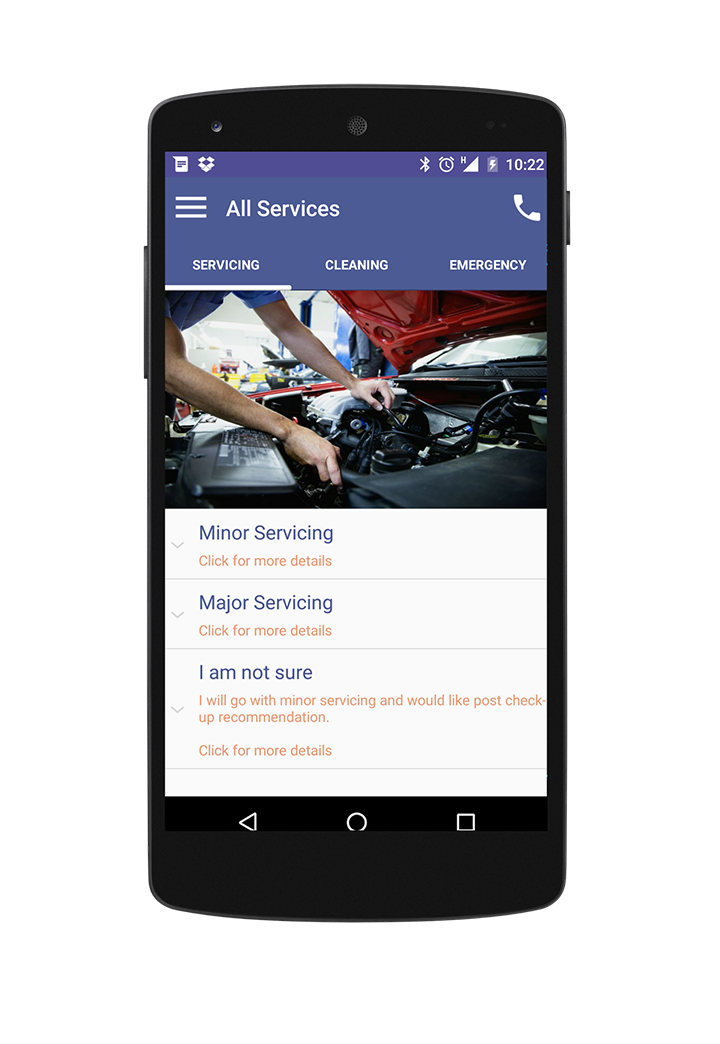 H
10:22
All Services
SERVICING
CLEANING
EMERGENCY
Minor Servicing
Click for more details
Major Servicing
Click for more details
I am not sure
I will go with minor servicing and would like post check-
up recommendation.
Click for more details